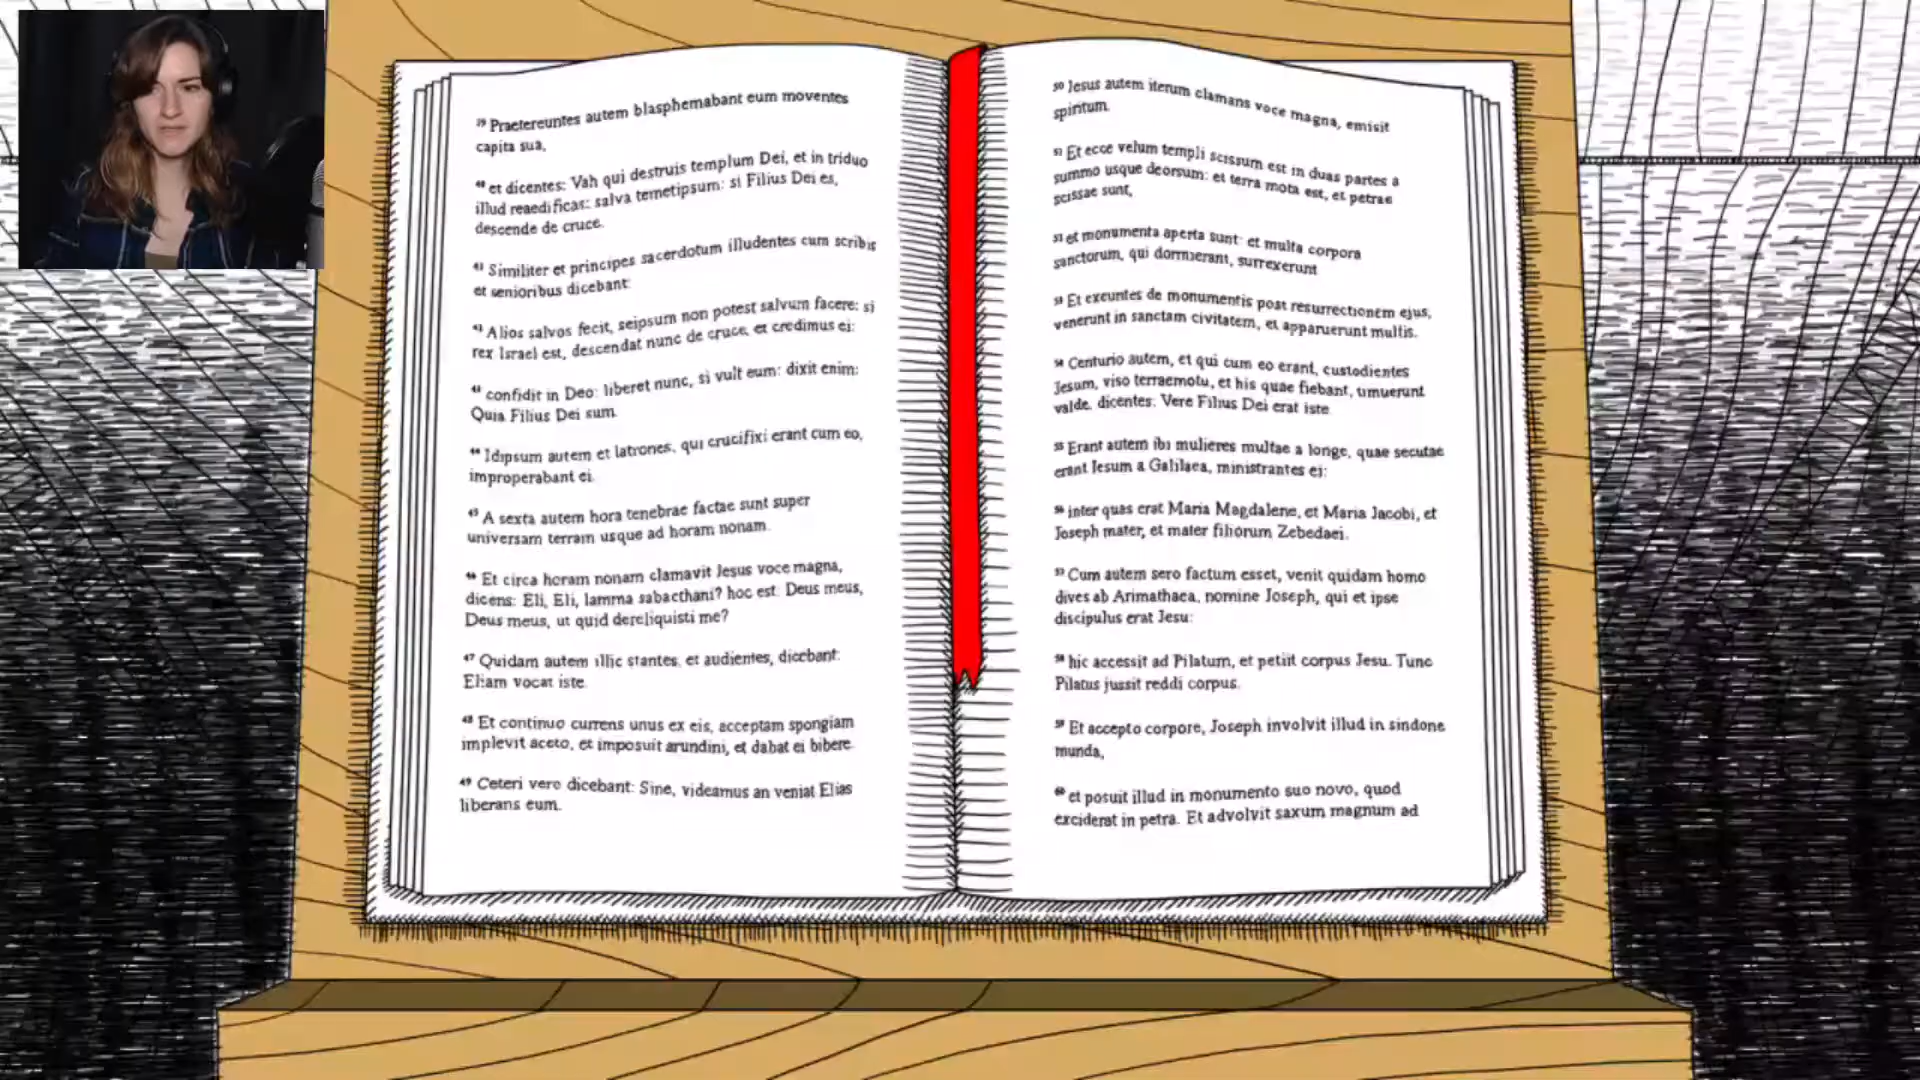 39 Praetereuntes autem blasphemabant eum moventes
capita sua,
40 et dicentes: Vah qui destruis templum Dei, et in triduo
illud reaedificas: salva temetipsum: si Filius Dei es,
descende de cruce.
41 Similiter et principes sacerdotum illudentes cum scribis
et senioribus dicebant:
42 Alios salvos fecit, seipsum non potest salvum facere: si
rex Israel est, descendat nunc de cruce, et credimus ei:
43 confidit in Deo: liberet nunc, si vult eum: dixit enim:
Quia Filius Dei sum.
44 Idipsum autem et latrones, qui crucifixi erant cum eo,
improperabant ei.
45 A sexta autem hora tenebrae factae sunt super
universam terram usque ad horam nonam.
46 Et circa horam nonam clamavit Jesus voce magna,
dicens: Eli, Eli, lamma sabacthani? hoc est: Deus meus,
Deus meus, ut quid dereliquisti me?
47 Quidam autem illic stantes, et audientes, dicebant:
Eliam vocat iste.
48 Et continuo currens unus ex eis, acceptam spongiam
implevit aceto, et imposuit arundini, et dabat ei bibere.
49 Ceteri vero dicebant: Sine, videamus an veniat Elias
liberans eum.
50 Jesus autem iterum clamans voce magna, emisit
spiritum.
51 Et ecce velum templi scissum est in duas partes a
summo usque deorsum: et terra mota est, et petrae
scissae sunt,
52 et monumenta aperta sunt: et multa corpora
sanctorum, qui dormierant, surrexerunt
53 Et exeuntes de monumentis post resurrectionem ejus,
venerunt in sanctam civitatem, et apparuerunt multis.
54 Centurio autem, et qui cum eo erant, custodientes
Jesum, viso terraemotu, et his quae fiebant, timuerunt
valde, dicentes: Vere Filius Dei erat iste
55 Erant autem ibi mulieres multae a longe, quae secutae
erant Jesum a Galilaea, ministrantes ei:
56 inter quas erat Maria Magdalene, et Maria Jacobi, et
Joseph mater, et mater filiorum Zebedaei.
57 Cum autem sero factum esset, venit quidam homo
dives ab Arimathaea, nomine Joseph, qui et ipse
discipulus erat Jesu:
58 hic accessit ad Pilatum, et petiit corpus Jesu. Tunc
Pilatus jussit reddi corpus.
59 Et accepto corpore, Joseph involvit illud in sindone
munda,
60 et posuit illud in monumento suo novo, quod
exciderat in petra. Et advolvit saxum magnum ad